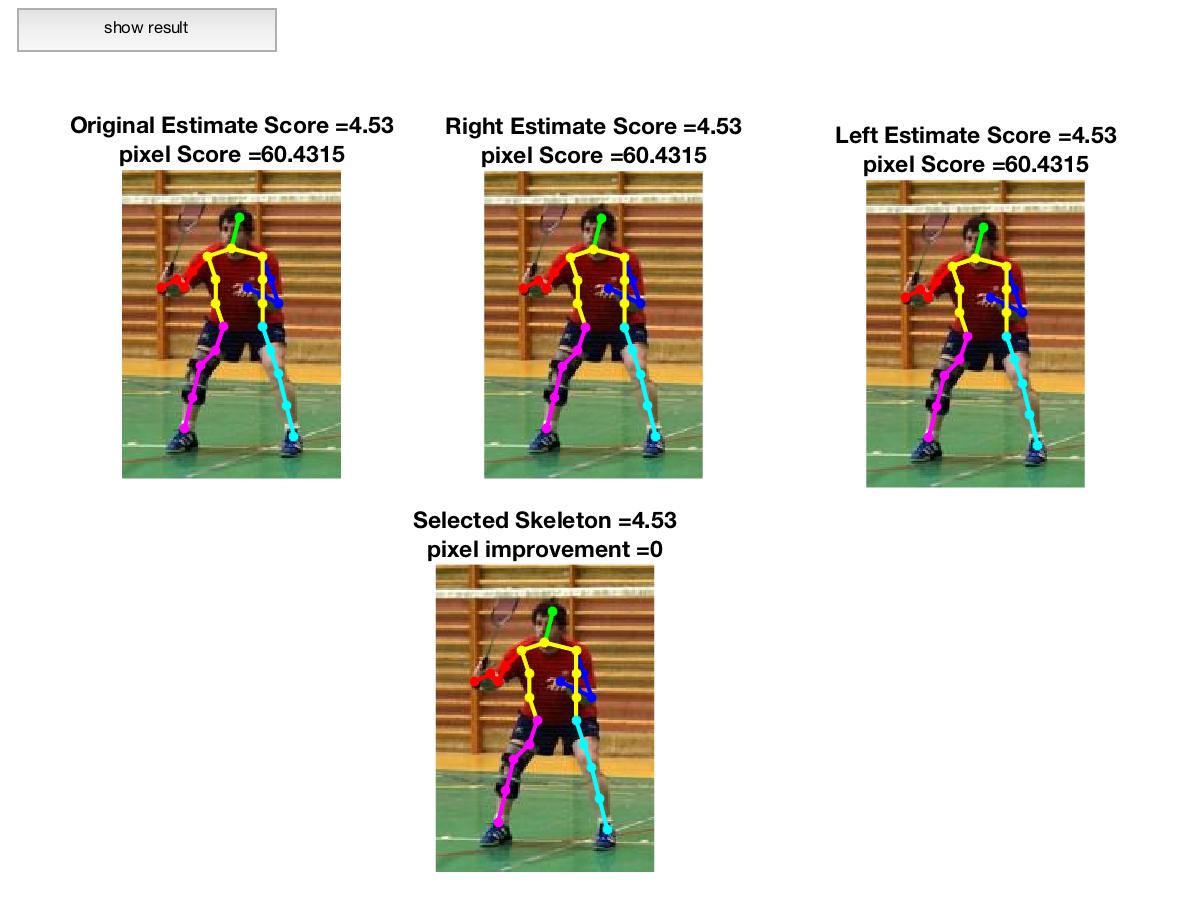 show result
Original Estimate Score =4.53
pixel Score =60.4315
Right Estimate Score =4.53
pixel Score =60.4315
Left Estimate Score =4.53
pixel Score =60.4315
Selected Skeleton =4.53
pixel improvement =0